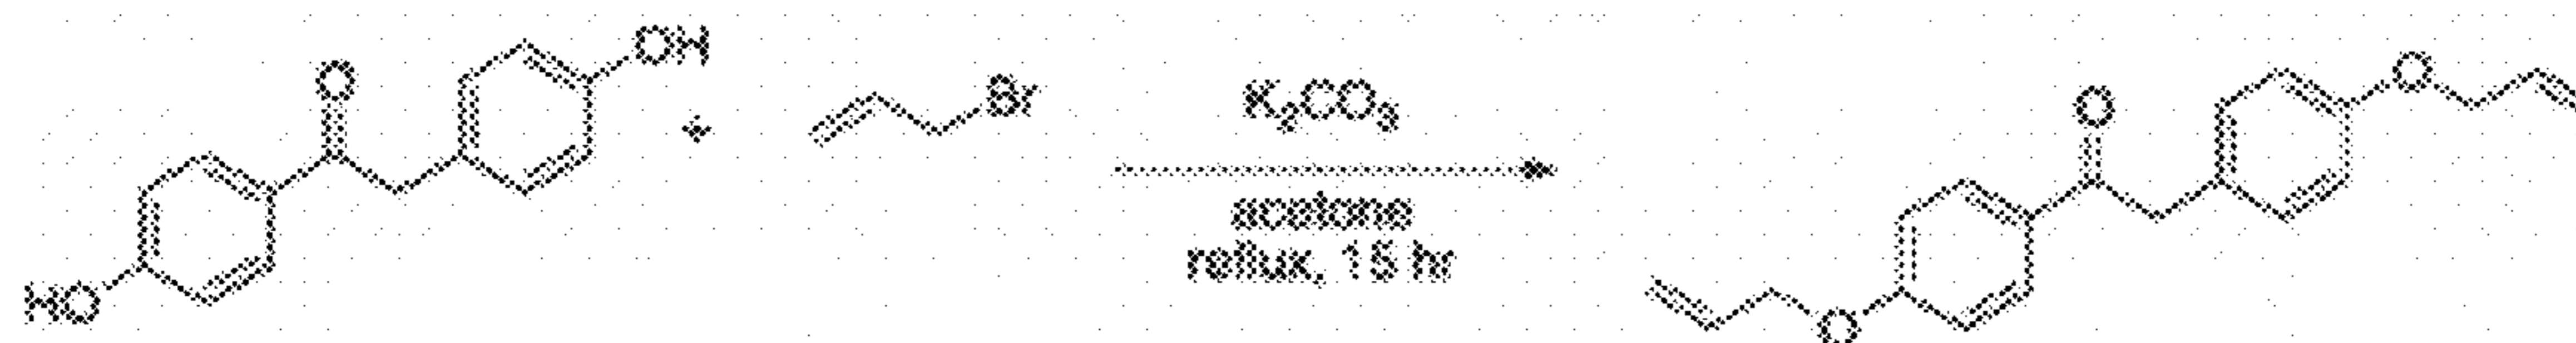 OH
O
HO
+
Br
K₂CO₃
acetone
reflux, 15 hr
O
O
O